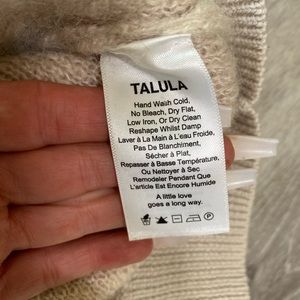 TALULA
Hand Wash Cold,
No Bleach, Dry Flat,
Low Iron, Or Dry Clean
Reshape Whilst Damp
Laver À La Main À L'eau Froide,
Pas De Blanchiment,
Sécher à Plat,
Repasser à Basse Température,
Ou Nettoyer à Sec
Remodeler Pendant Que
L'article Est Encore Humide
A little love
goes a long way.
P